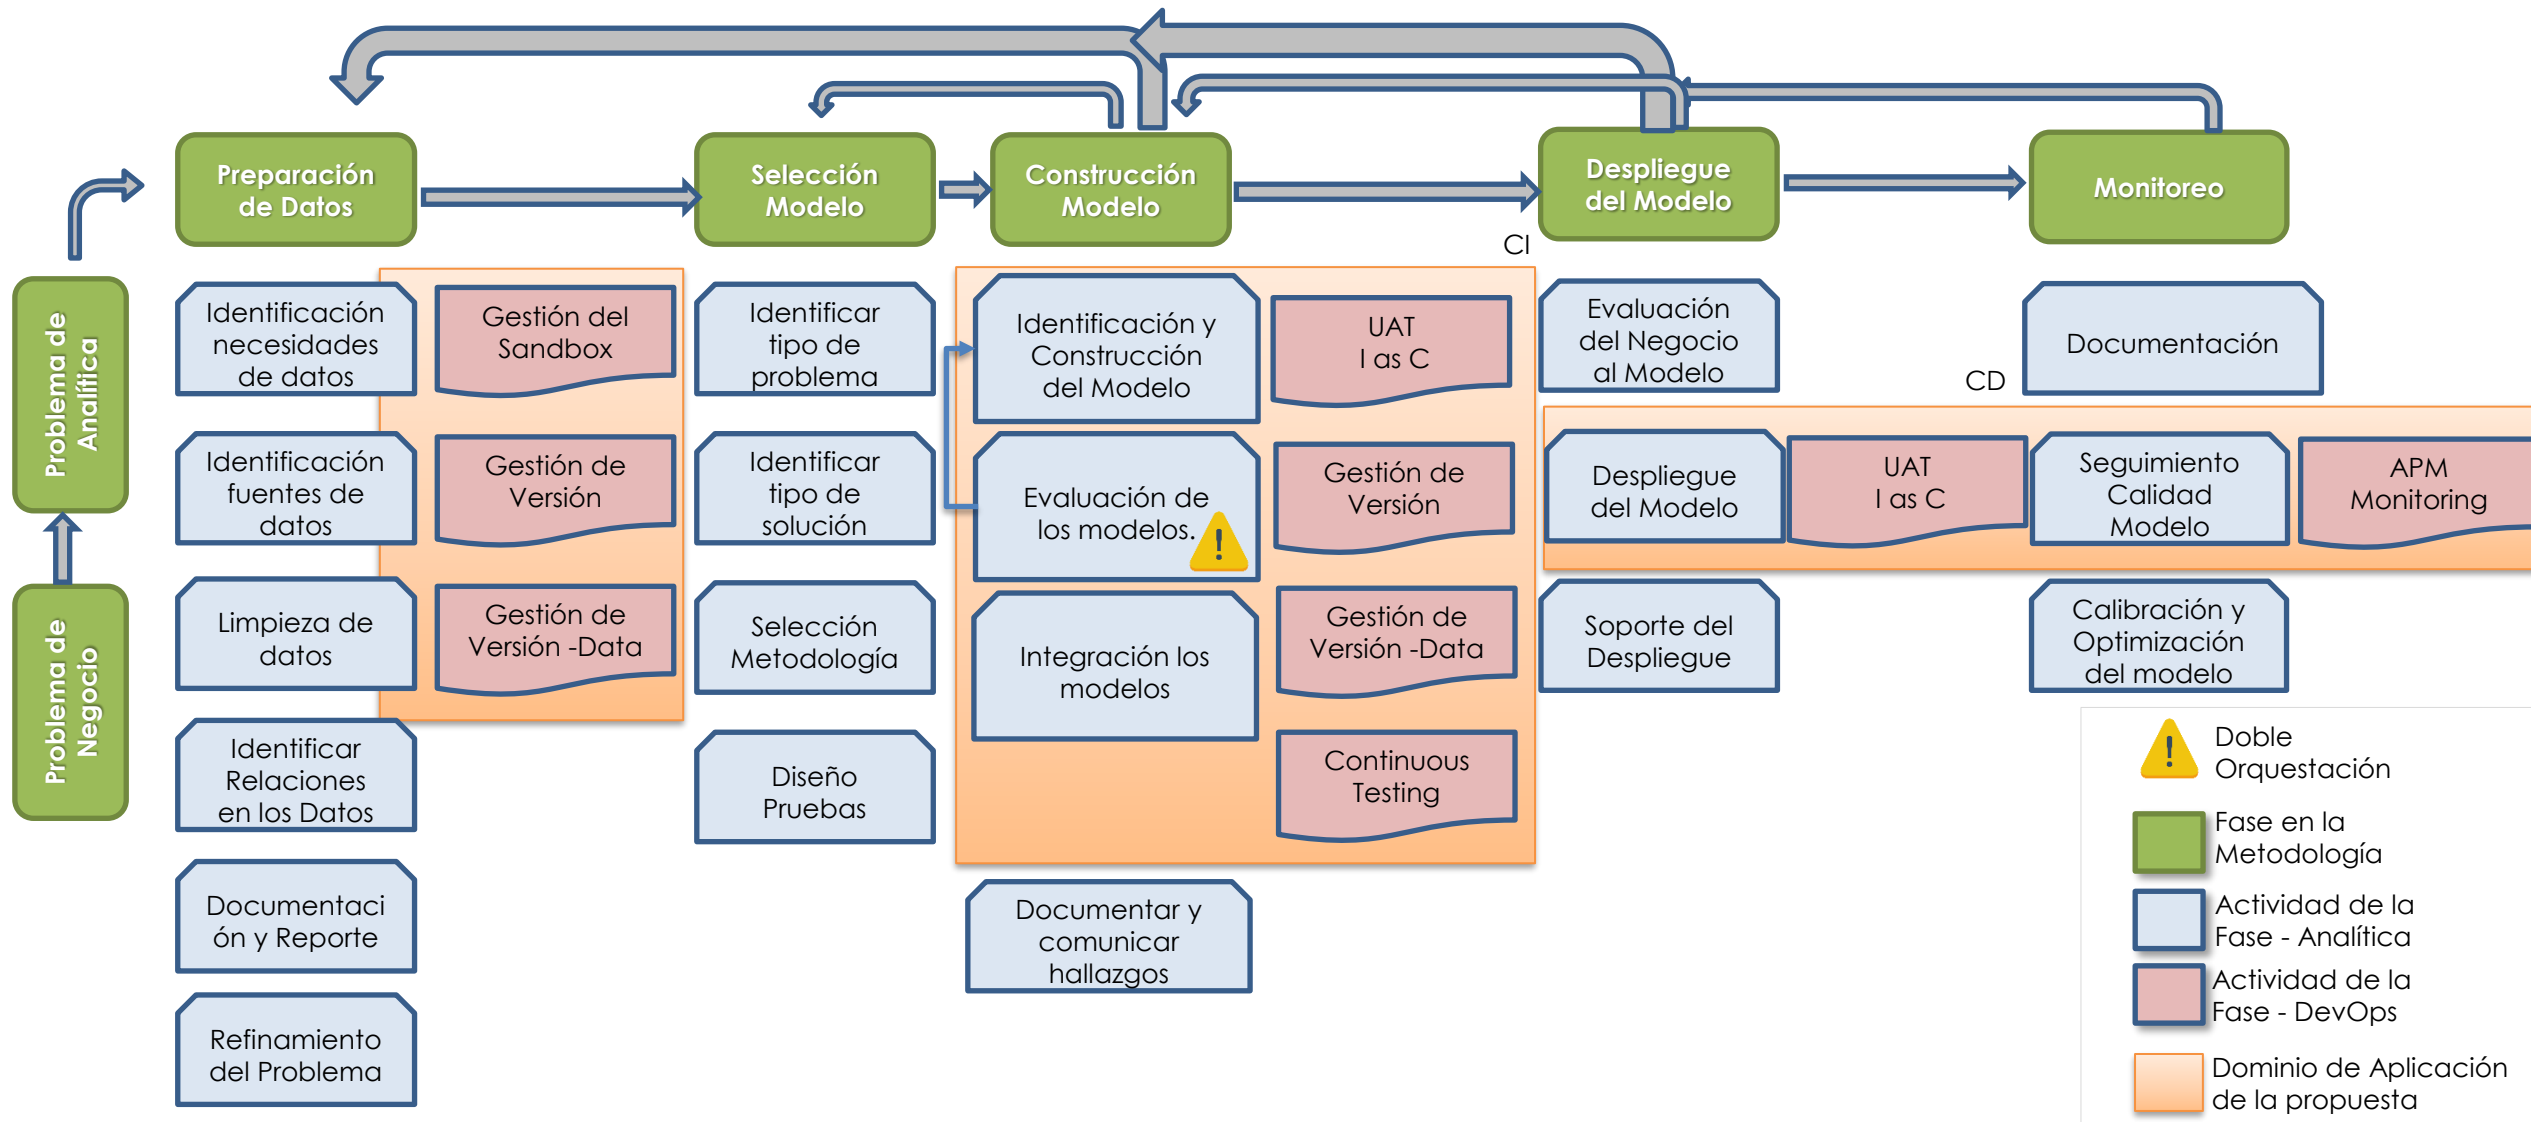 Problema de
Negocio
Problema de
Analítica
Preparación
de Datos
Identificación
necesidades
de datos
Identificación
fuentes de
datos
Limpieza de
datos
Identificar
Relaciones
en los Datos
Documentaci
ón y Reporte
Refinamiento
del Problema
Gestión del
Sandbox
Gestión de
Versión
Gestión de
Versión -Data
Selección
Modelo
Identificar
tipo de
problema
Identificar
tipo de
solución
Selección
Metodología
Diseño
Pruebas
Construcción
Modelo
CI
Identificación y
Construcción
del Modelo
Evaluación de
los modelos.
Integración los
modelos
Documentar y
comunicar
hallazgos
UAT
I as C
Gestión de
Versión
Gestión de
Versión -Data
Continuous
Testing
Despliegue
del Modelo
Evaluación
del Negocio
al Modelo
CD
Despliegue
del Modelo
UAT
I as C
Soporte del
Despliegue
Monitoreo
Documentación
Seguimiento
Calidad
Modelo
APM
Monitoring
Calibración y
Optimización
del modelo
Doble
Orquestación
Fase en la
Metodología
Actividad de la
Fase - Analítica
Actividad de la
Fase - DevOps
Dominio de Aplicación
de la propuesta